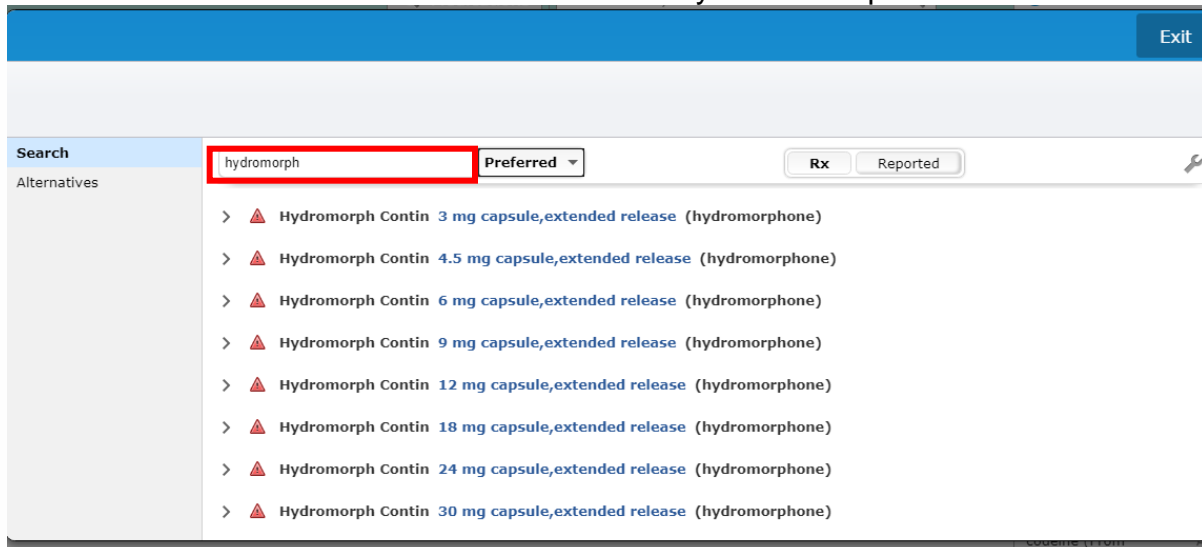 Exit
Search
Alternatives
hydromorph Preferred Rx Reported
Hydromorph Contin 3 mg capsule,extended release (hydromorphone)
Hydromorph Contin 4.5 mg capsule,extended release (hydromorphone)
Hydromorph Contin 6 mg capsule,extended release (hydromorphone)
Hydromorph Contin 9 mg capsule,extended release (hydromorphone)
Hydromorph Contin 12 mg capsule,extended release (hydromorphone)
Hydromorph Contin 18 mg capsule,extended release (hydromorphone)
Hydromorph Contin 24 mg capsule,extended release (hydromorphone)
Hydromorph Contin 30 mg capsule,extended release (hydromorphone)